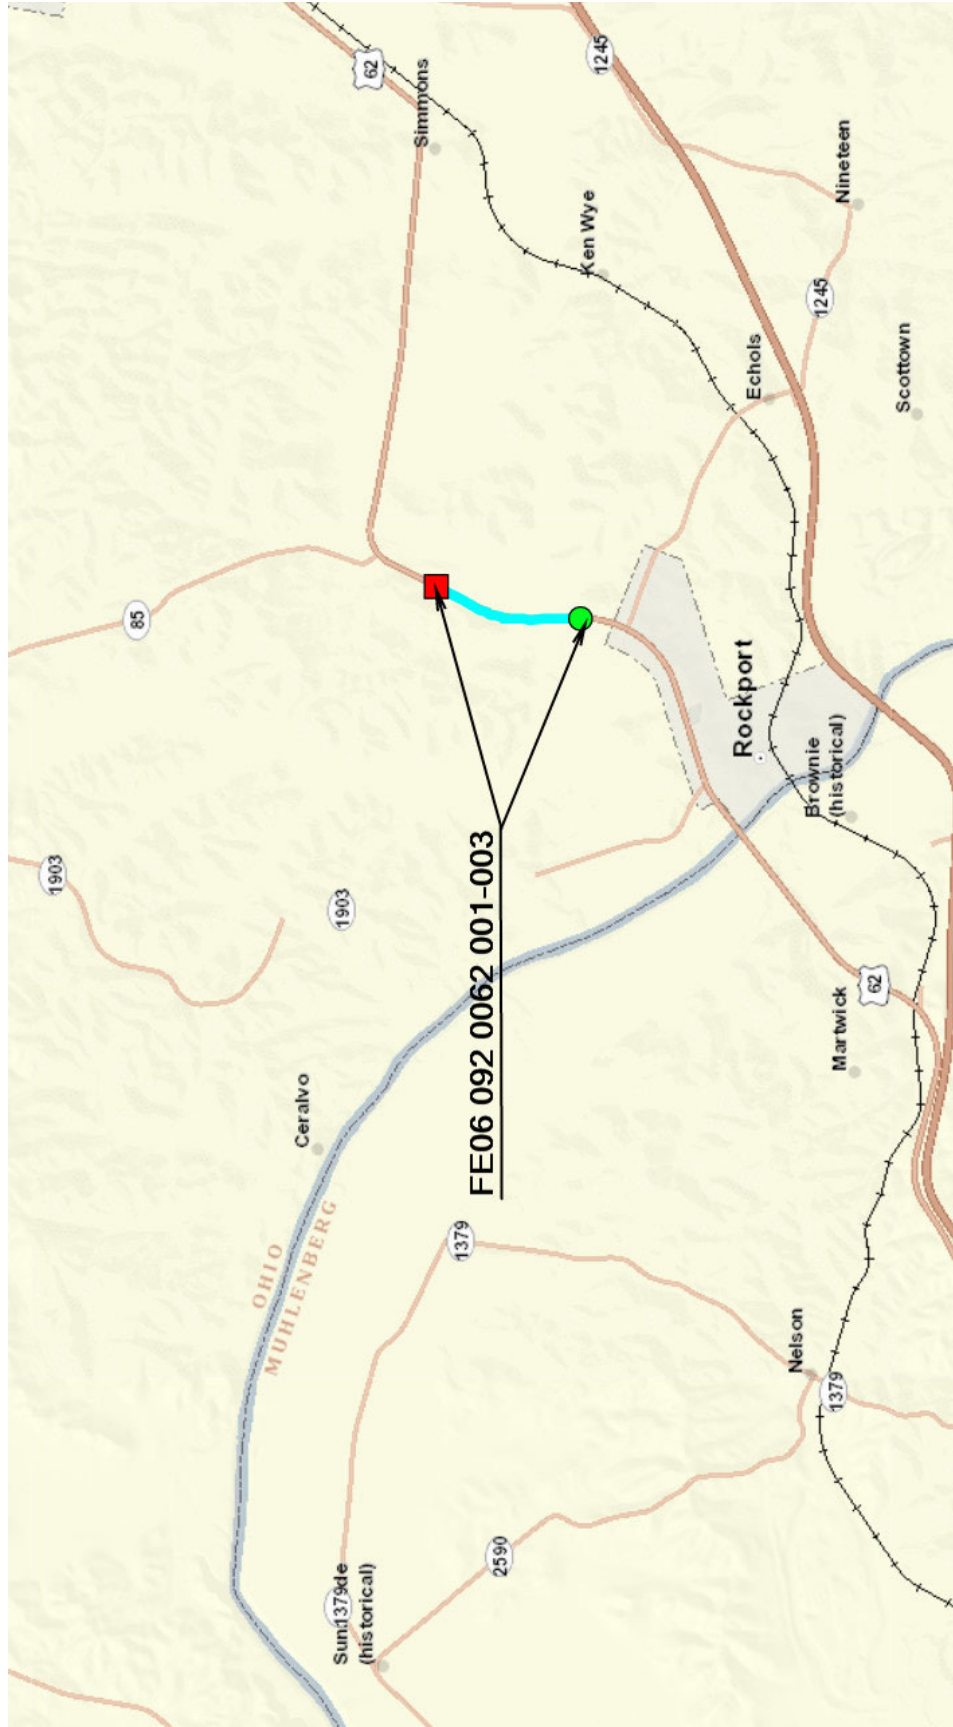 62
Simmons
1245
Nineteen
Ken Wye
1245
Echols
Scottown
85
Rockport
Brownie
(historical)
1903
1903
FE06 092 0062 001-003
62
Martwick
Ceralvo
OHIO
MUHLENBERG
1379
Nelson
1379
2590
1379
(historical)